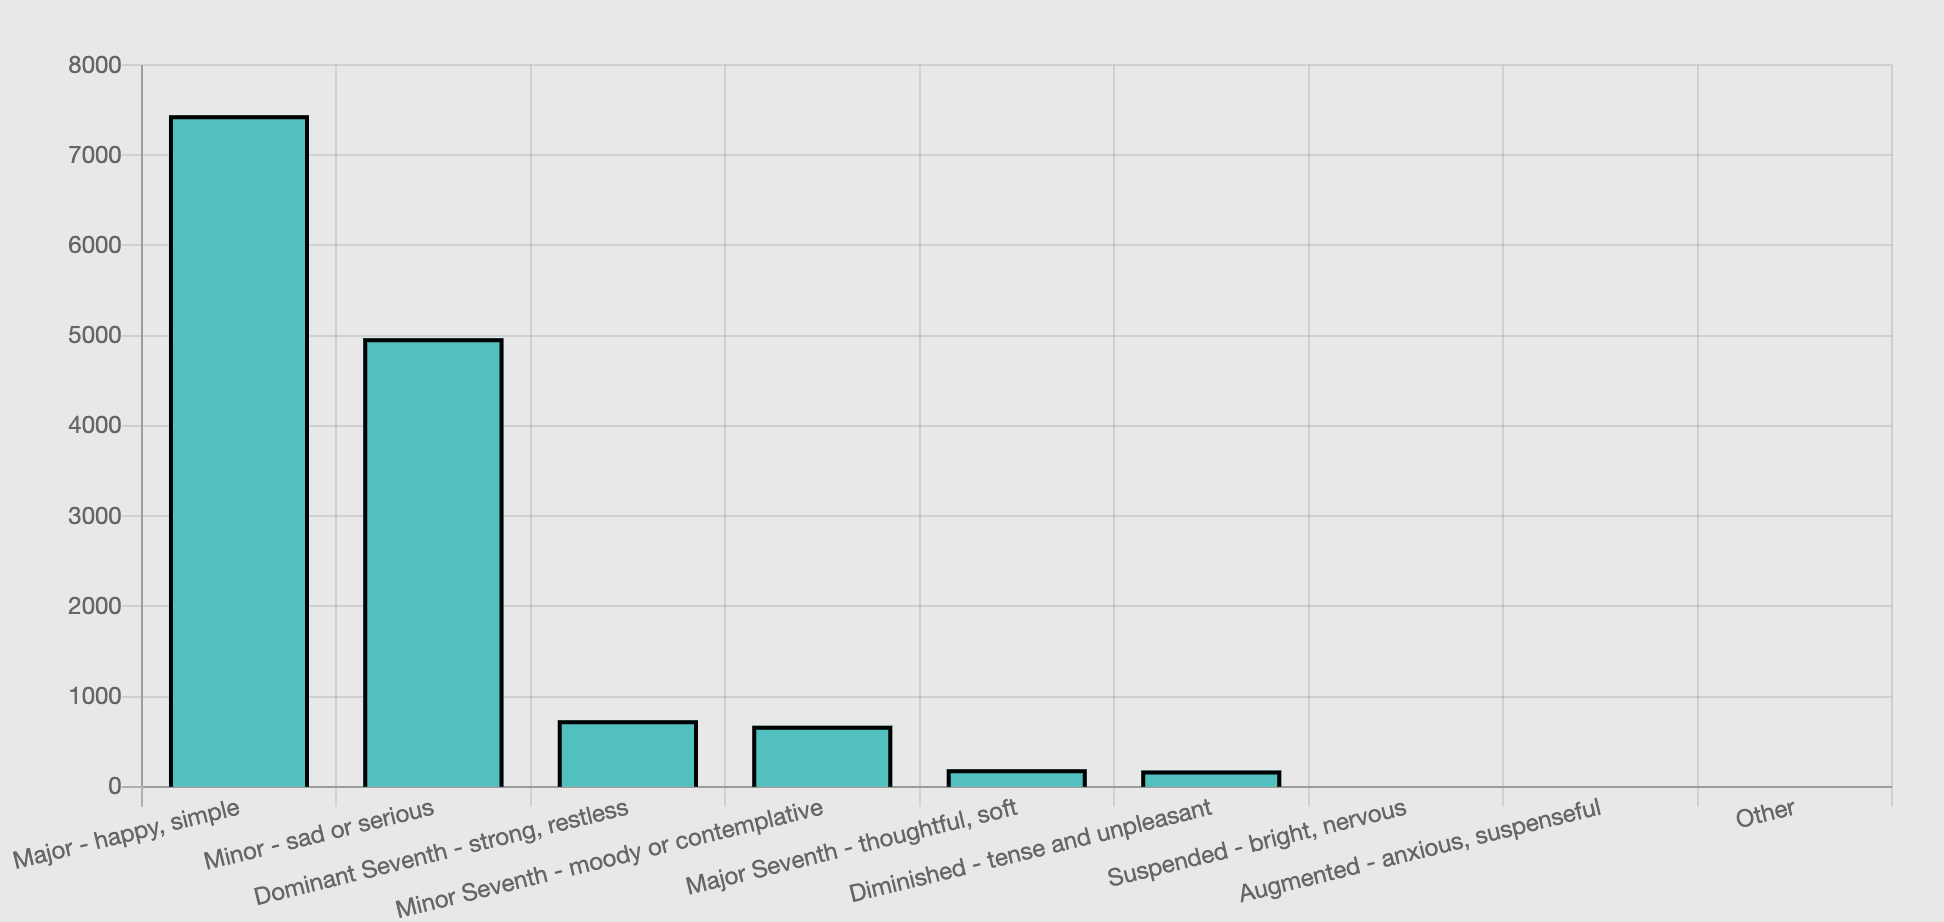 8000
7000
6000
5000
4000
3000
2000
1000
0
Major - happy, simple
Minor - sad or serious
Dominant Seventh - strong, restless
Minor Seventh - moody or contemplative
Major Seventh - thoughtful, soft
Diminished - tense and unpleasant
Suspended - bright, nervous
Augmented - anxious, suspenseful
Other